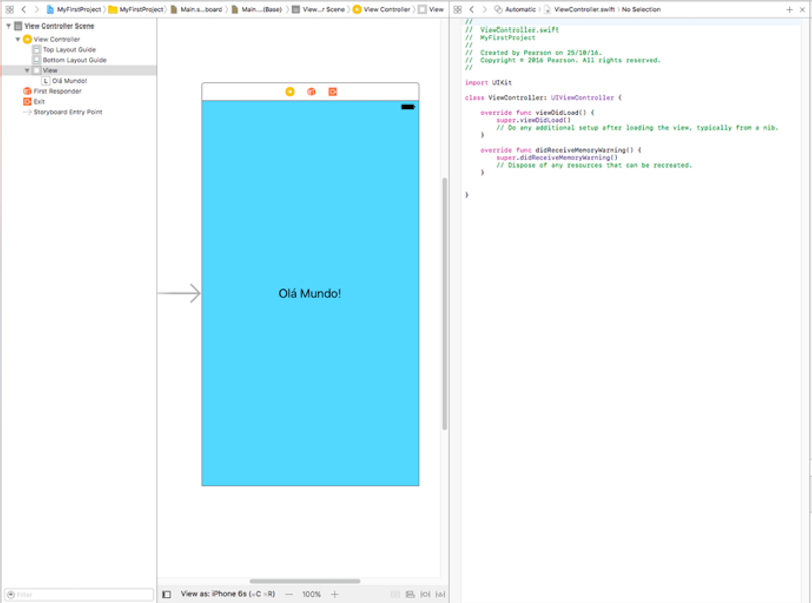 MyFirstProject
MyFirstProject
Main.s...board
Main....(Base)
View...r Scene
View Controller
View
View Controller Scene
View Controller
Top Layout Guide
Bottom Layout Guide
View
L Olá Mundo!
First Responder
Exit
Storyboard Entry Point
Filter
Olá Mundo!
View as: iPhone 6s (wC hR)
100%
Automatic
ViewController.swift
No Selection
//
//  ViewController.swift
//  MyFirstProject
//
//  Created by Pearson on 25/10/16.
//  Copyright © 2016 Pearson. All rights reserved.
//
import UIKit
class ViewController: UIViewController {
override func viewDidLoad() {
super.viewDidLoad()
// Do any additional setup after loading the view, typically from a nib.
}
override func didReceiveMemoryWarning() {
super.didReceiveMemoryWarning()
// Dispose of any resources that can be recreated.
}
}